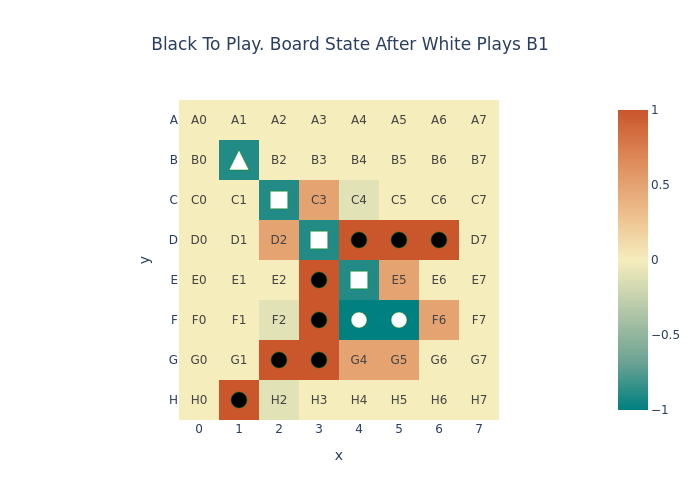 Black To Play. Board State After White Plays B1
A A0 A1 A2 A3 A4 A5 A6 A7
B B0 B2 B3 B4 B5 B6 B7
C C0 C1 C3 C4 C5 C6 C7
D D0 D1 D2 D7
E E0 E1 E2 E5 E6 E7
F F0 F1 F2 F6 F7
G G0 G1 G4 G5 G6 G7
H H0 H2 H3 H4 H5 H6 H7
0 1 2 3 4 5 6 7
x
y
1
0.5
0
−0.5
−1